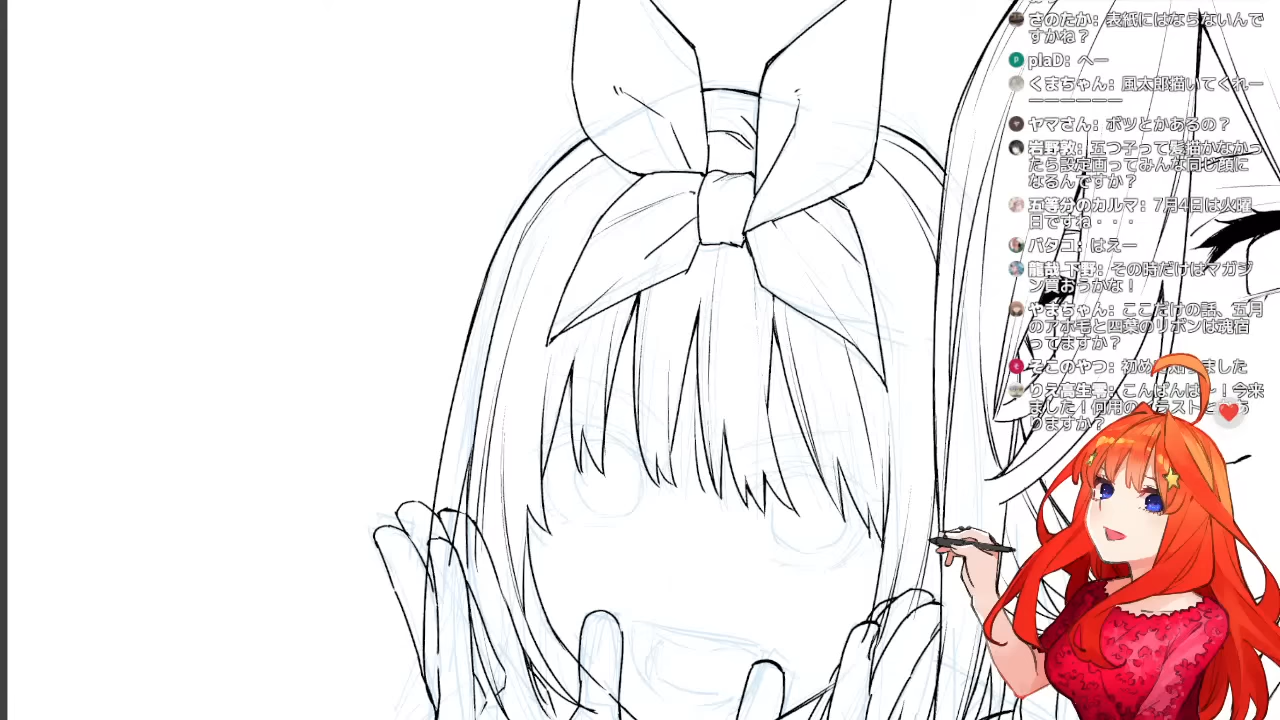 さのたか: 表紙にはならないんで
すかね？
plaD: へー
くまちゃん: 風太郎描いてくれー
ーーーーーーー
ヤマさん: ボツとかあるの？
岩野敦: 五つ子って髪描かなかっ
たら設定画ってみんな同じ顔に
なるんですか？
五等分のカルマ: 7月4日は火曜
日ですね・・・
バタコ: はえー
龍哉 下野: その時だけはマガジ
ン買おうかな！
やまちゃん: ここだけの話、五月
のアホ毛と四葉のリボンは魂宿
ってますか？
そこのやつ: 初め
ました
りえ高生零: こんばんは
！今来
ました！何用の
ラスト
りますか？